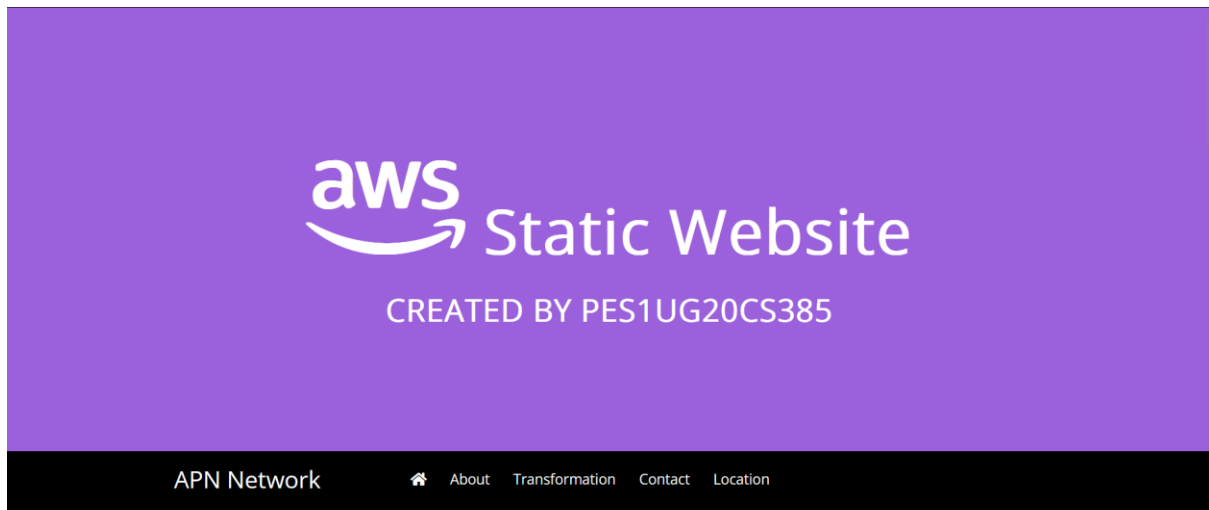 aws Static Website
CREATED BY PES1UG20CS385
APN Network About Transformation Contact Location